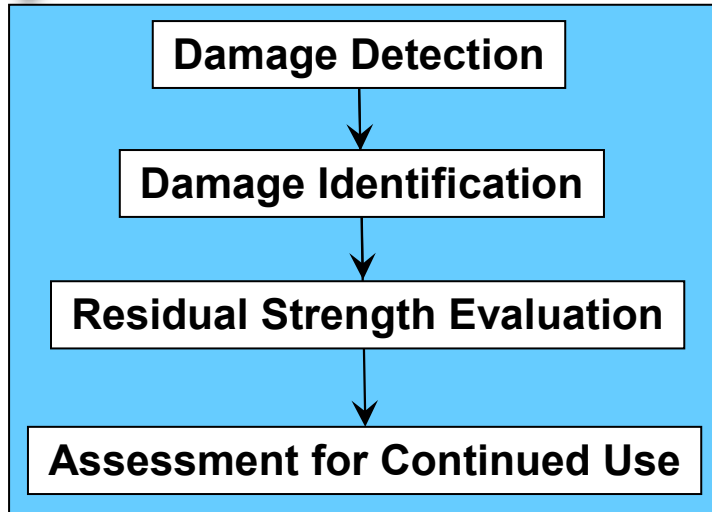 Damage Detection
Damage Identification
Residual Strength Evaluation
Assessment for Continued Use